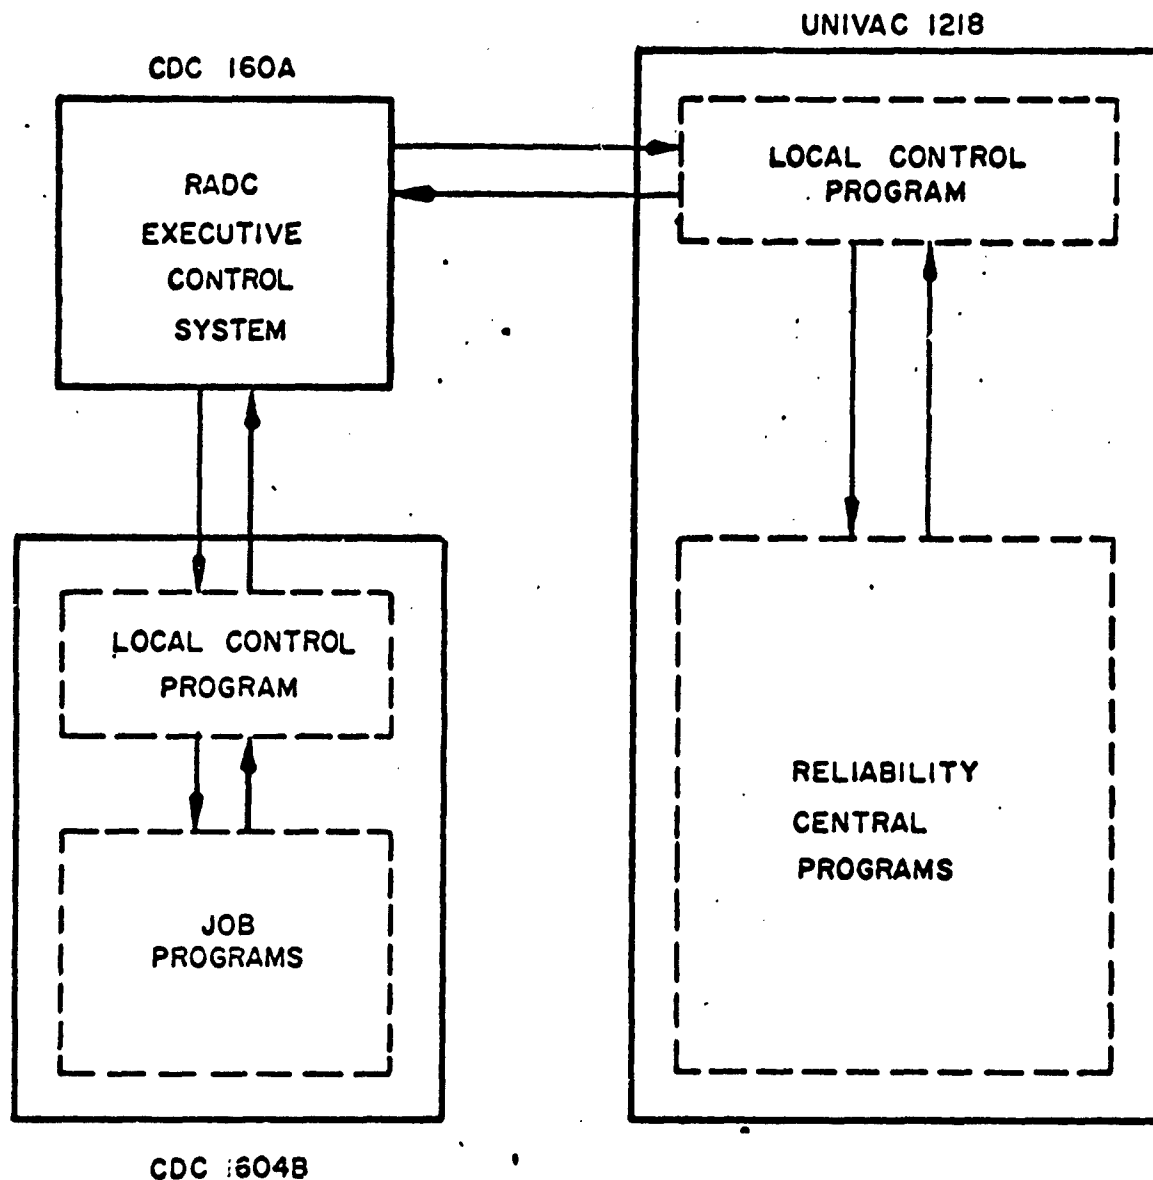 UNIVAC 1218
CDC 160A
RADC
EXECUTIVE
CONTROL
SYSTEM
LOCAL CONTROL
PROGRAM
LOCAL CONTROL
PROGRAM
JOB
PROGRAMS
RELIABILITY
CENTRAL
PROGRAMS
CDC 1604B